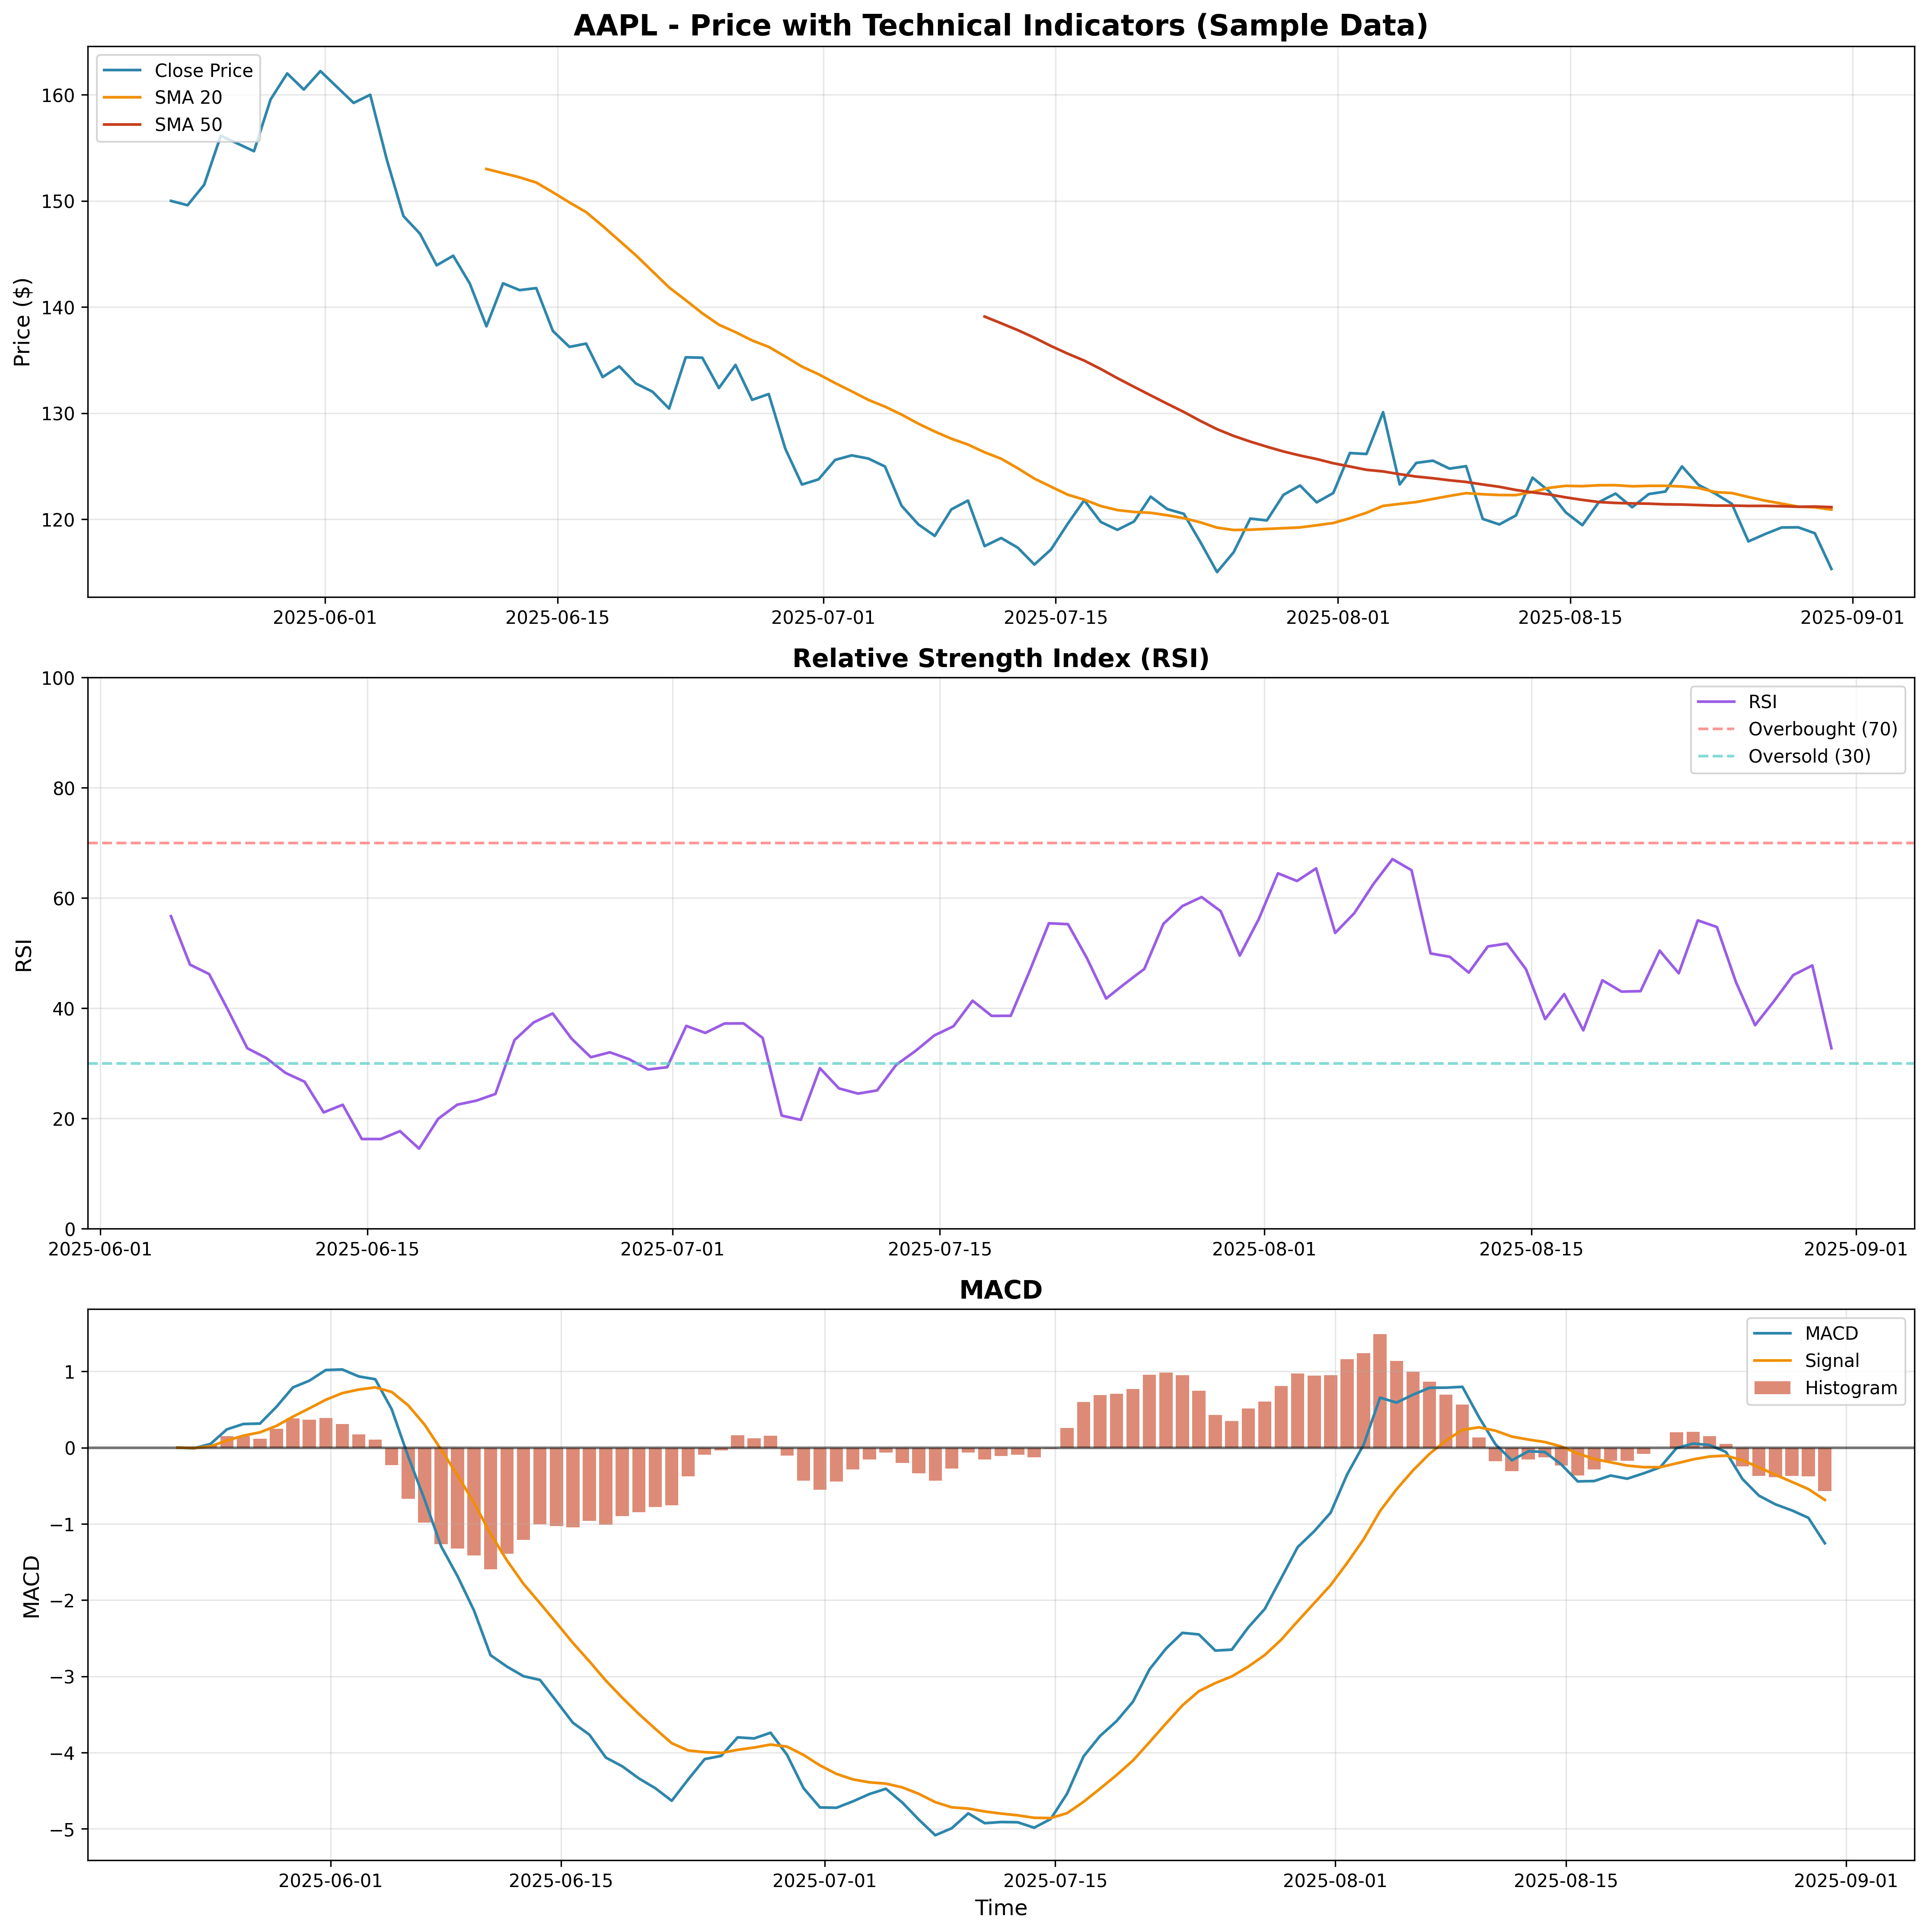 AAPL - Price with Technical Indicators (Sample Data)
Close Price
SMA 20
SMA 50
160
150
140
130
120
Price ($)
2025-06-01 2025-06-15 2025-07-01 2025-07-15 2025-08-01 2025-08-15 2025-09-01
Relative Strength Index (RSI)
RSI
Overbought (70)
Oversold (30)
100
80
60
40
20
0
RSI
2025-06-01 2025-06-15 2025-07-01 2025-07-15 2025-08-01 2025-08-15 2025-09-01
MACD
MACD
Signal
Histogram
1
0
−1
−2
−3
−4
−5
MACD
2025-06-01 2025-06-15 2025-07-01 2025-07-15 2025-08-01 2025-08-15 2025-09-01
Time